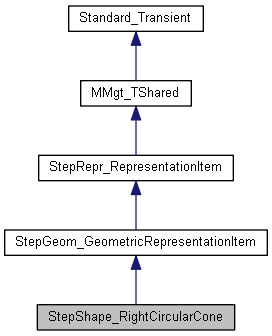 Standard_Transient
MMgt_TShared
StepRepr_RepresentationItem
StepGeom_GeometricRepresentationItem
StepShape_RightCircularCone